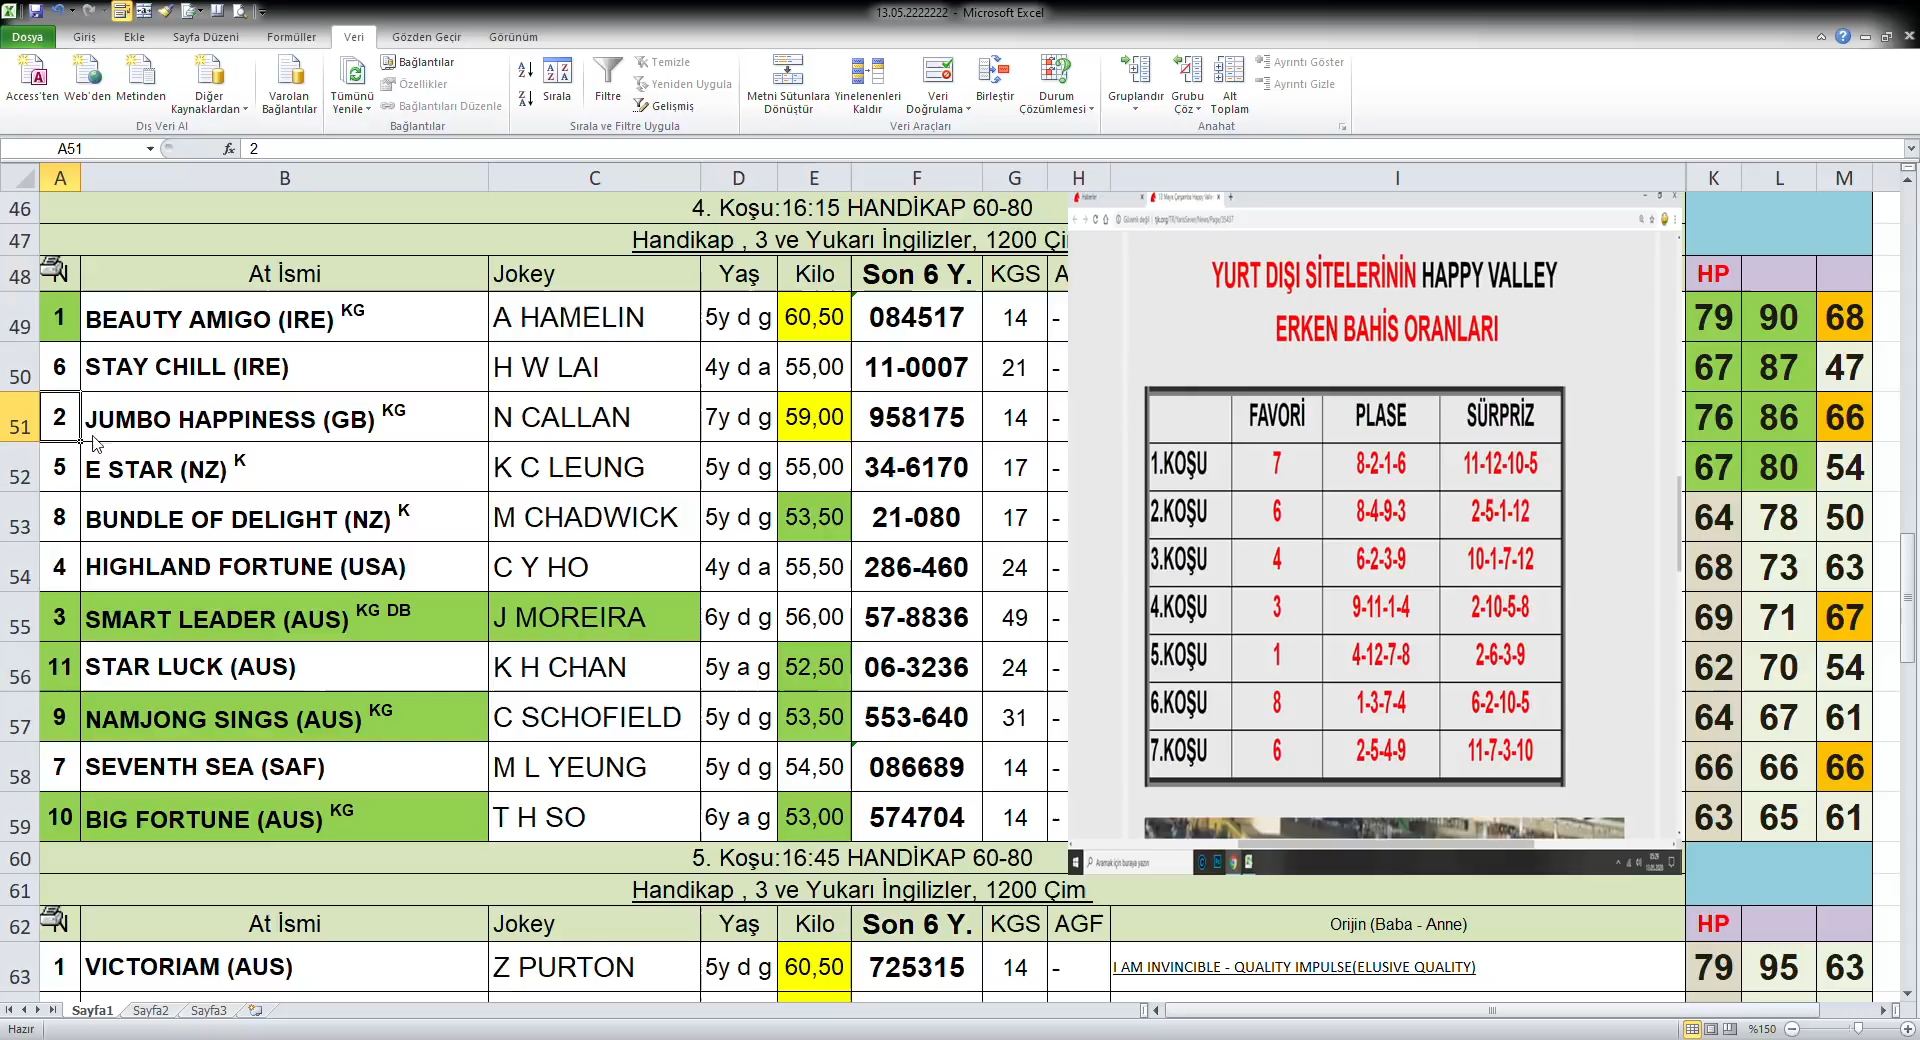 13.05.2222222 - Microsoft Excel
Dosya Giriş Ekle Sayfa Düzeni Formüller Veri Gözden Geçir Görünüm
Access'ten Web'den Metinden Diğer Kaynaklardan Varolan Bağlantılar Tümünü Yenile Bağlantılar Özellikler Bağlantıları Düzenle Sırala Filtre Temizle Yeniden Uygula Gelişmiş Metni Sütunlara Dönüştür Yinelenenleri Kaldır Veri Doğrulama Birleştir Durum Çözümlemesi Gruplandır Grubu Çöz Alt Toplam Ayrıntı Göster Ayrıntı Gizle
Dış Veri Al Bağlantılar Sırala ve Filtre Uygula Veri Araçları Anahat
A51 fx 2
A B C D E F G H I K L M
46 4. Koşu:16:15 HANDİKAP 60-80
47 Handikap , 3 ve Yukarı İngilizler, 1200 Çi
48 N At İsmi Jokey Yaş Kilo Son 6 Y. KGS A HP
49 1 BEAUTY AMIGO (IRE) KG A HAMELIN 5y d g 60,50 084517 14 - 79 90 68
50 6 STAY CHILL (IRE) H W LAI 4y d a 55,00 11-0007 21 - 67 87 47
51 2 JUMBO HAPPINESS (GB) KG N CALLAN 7y d g 59,00 958175 14 - 76 86 66
52 5 E STAR (NZ) K K C LEUNG 5y d g 55,00 34-6170 17 - 67 80 54
53 8 BUNDLE OF DELIGHT (NZ) K M CHADWICK 5y d g 53,50 21-080 17 - 64 78 50
54 4 HIGHLAND FORTUNE (USA) C Y HO 4y d a 55,50 286-460 24 - 68 73 63
55 3 SMART LEADER (AUS) KG DB J MOREIRA 6y d g 56,00 57-8836 49 - 69 71 67
56 11 STAR LUCK (AUS) K H CHAN 5y a g 52,50 06-3236 24 - 62 70 54
57 9 NAMJONG SINGS (AUS) KG C SCHOFIELD 5y d g 53,50 553-640 31 - 64 67 61
58 7 SEVENTH SEA (SAF) M L YEUNG 5y d g 54,50 086689 14 - 66 66 66
59 10 BIG FORTUNE (AUS) KG T H SO 6y a g 53,00 574704 14 - 63 65 61
60 5. Koşu:16:45 HANDİKAP 60-80
61 Handikap , 3 ve Yukarı İngilizler, 1200 Çim
62 N At İsmi Jokey Yaş Kilo Son 6 Y. KGS AGF Orijin (Baba - Anne) HP
63 1 VICTORIAM (AUS) Z PURTON 5y d g 60,50 725315 14 - I AM INVINCIBLE - QUALITY IMPULSE(ELUSIVE QUALITY) 79 95 63
YURT DIŞI SİTELERİNİN HAPPY VALLEY
ERKEN BAHİS ORANLARI
FAVORİ PLASE SÜRPRİZ
1.KOŞU 7 8-2-1-6 11-12-10-5
2.KOŞU 6 8-4-9-3 2-5-1-12
3.KOŞU 4 6-2-3-9 10-1-7-12
4.KOŞU 3 9-11-1-4 2-10-5-8
5.KOŞU 1 4-12-7-8 2-6-3-9
6.KOŞU 8 1-3-7-4 6-2-10-5
7.KOŞU 6 2-5-4-9 11-7-3-10
Aramak için buraya yazın
Sayfa1 Sayfa2 Sayfa3
Hazır %150